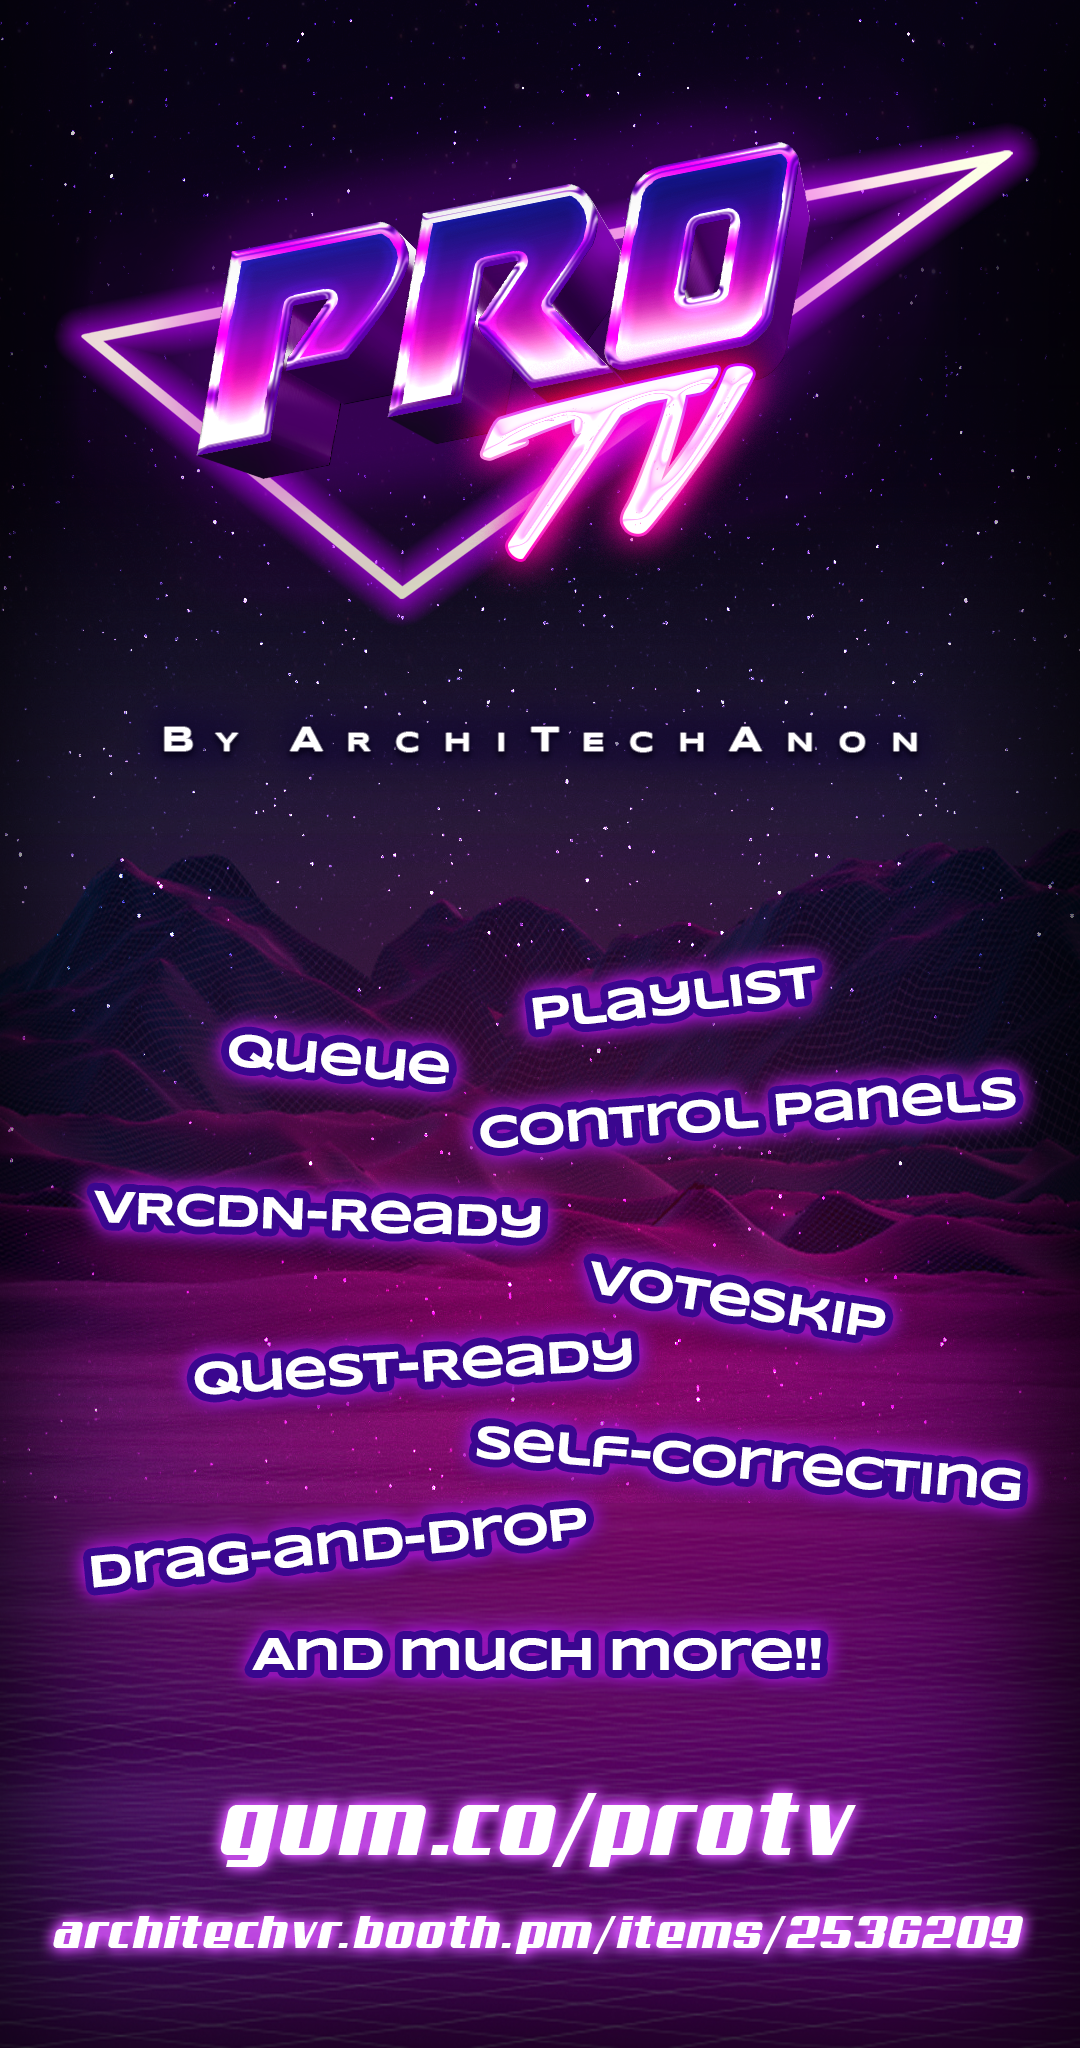 PRO
TV
By ArchiTechAnon
Playlist
Queue
Control Panels
VRCDN-Ready
Voteskip
Quest-Ready
Self-Correcting
Drag-and-Drop
And much more!!
gum.co/protv
architechvr.booth.pm/items/2536209